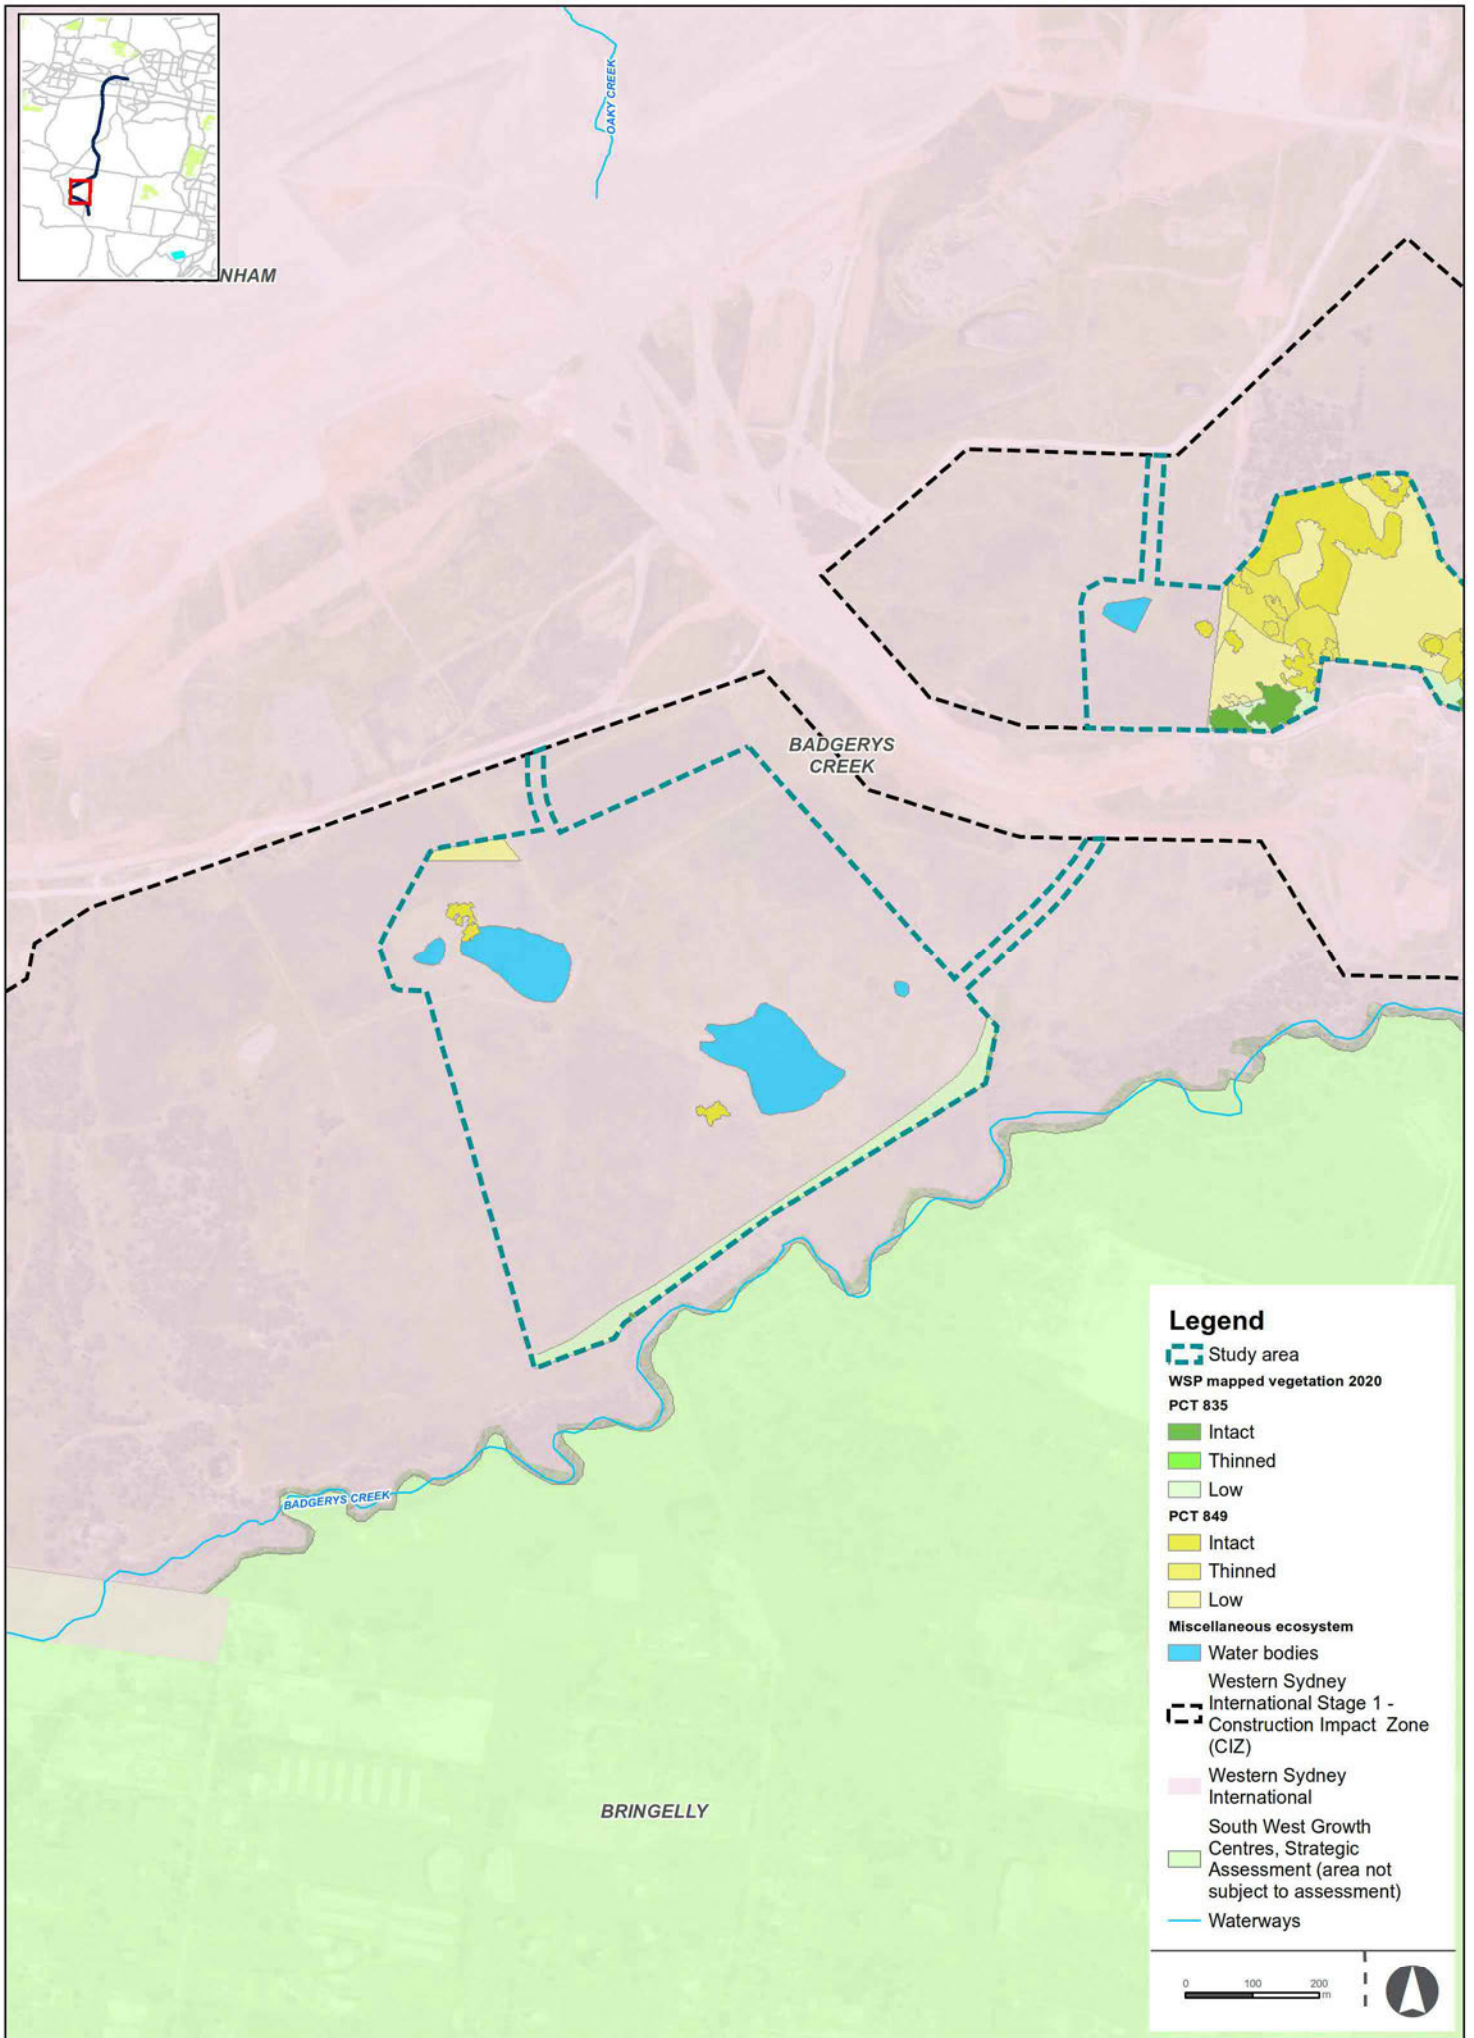 OAKY CREEK
NHAM
BADGERYS
CREEK
BADGERYS CREEK
BRINGELLY
Legend
Study area
WSP mapped vegetation 2020
PCT 835
Intact
Thinned
Low
PCT 849
Intact
Thinned
Low
Miscellaneous ecosystem
Water bodies
Western Sydney
International Stage 1 -
Construction Impact Zone
(CIZ)
Western Sydney
International
South West Growth
Centres, Strategic
Assessment (area not
subject to assessment)
Waterways
0 100 200
m